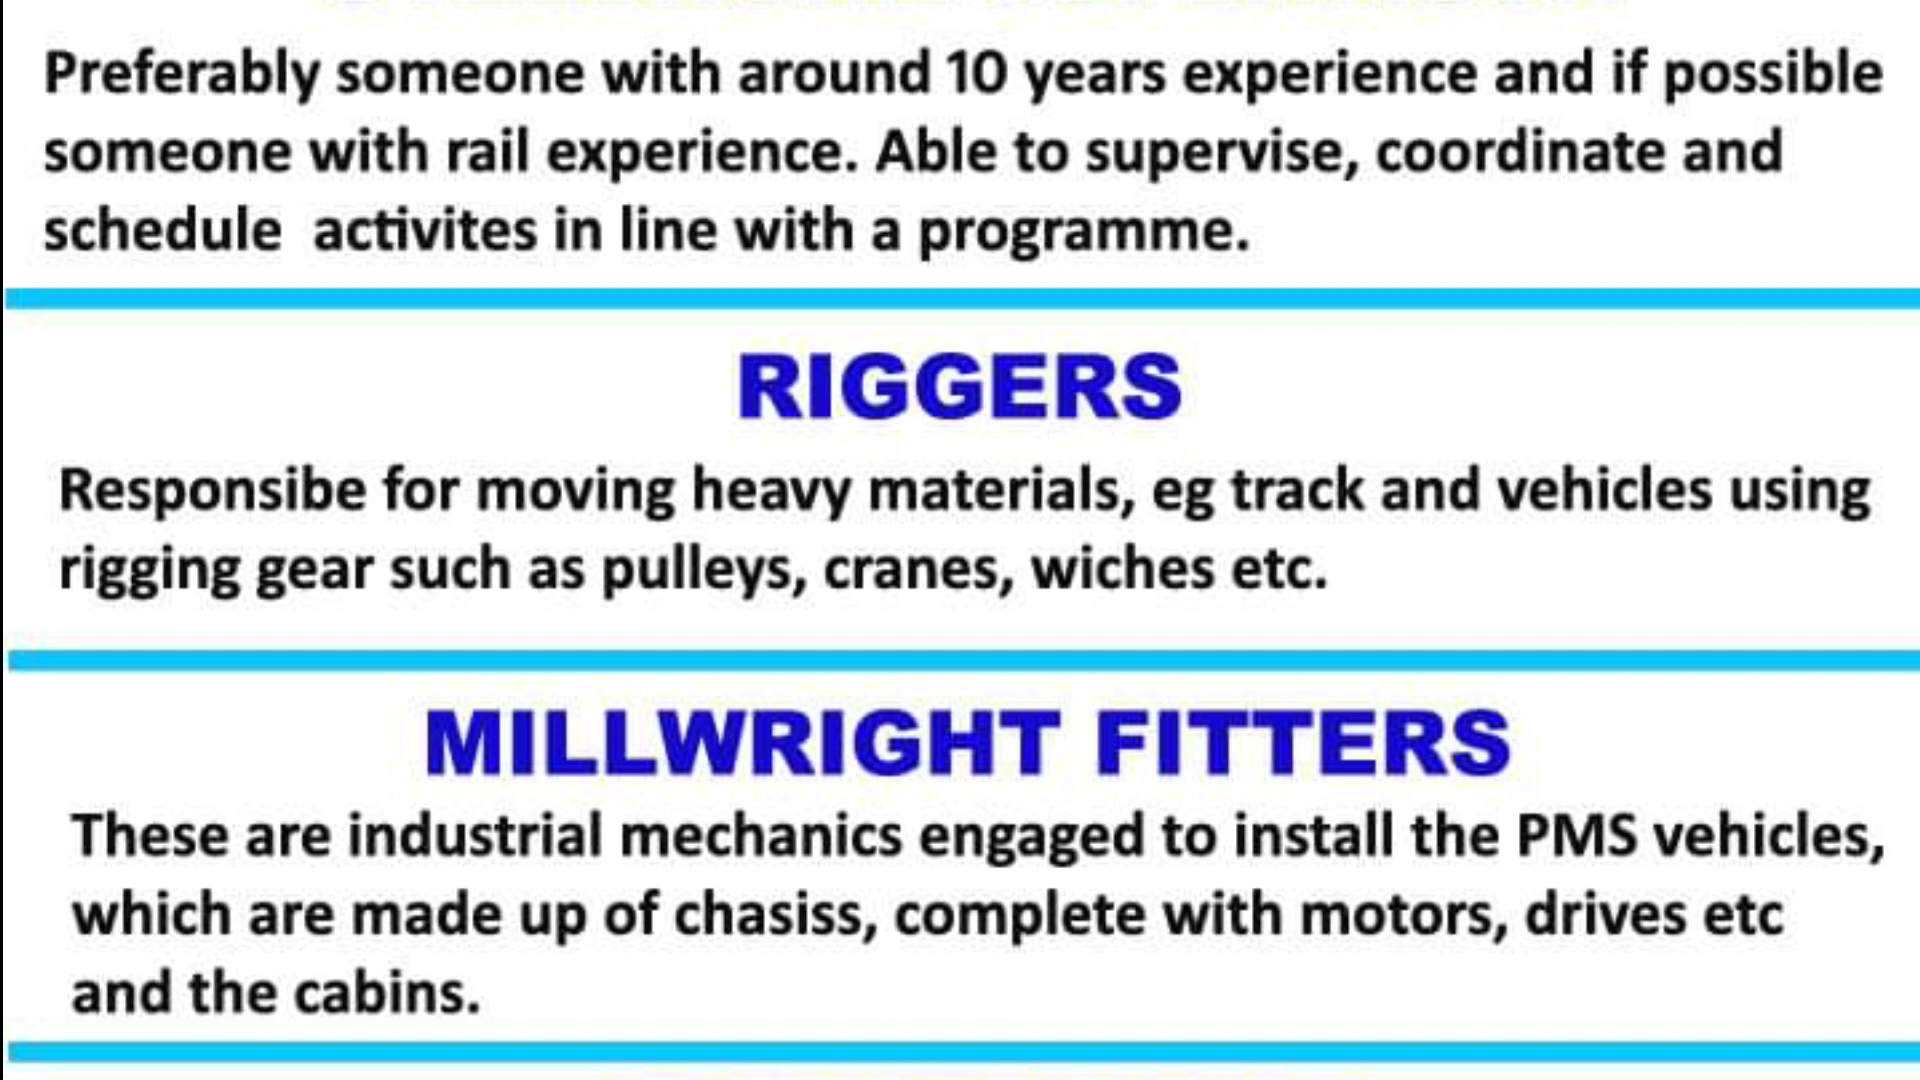 Preferably someone with around 10 years experience and if possible
someone with rail experience. Able to supervise, coordinate and
schedule  activites in line with a programme.
RIGGERS
Responsibe for moving heavy materials, eg track and vehicles using
rigging gear such as pulleys, cranes, wiches etc.
MILLWRIGHT FITTERS
These are industrial mechanics engaged to install the PMS vehicles,
which are made up of chasiss, complete with motors, drives etc
and the cabins.